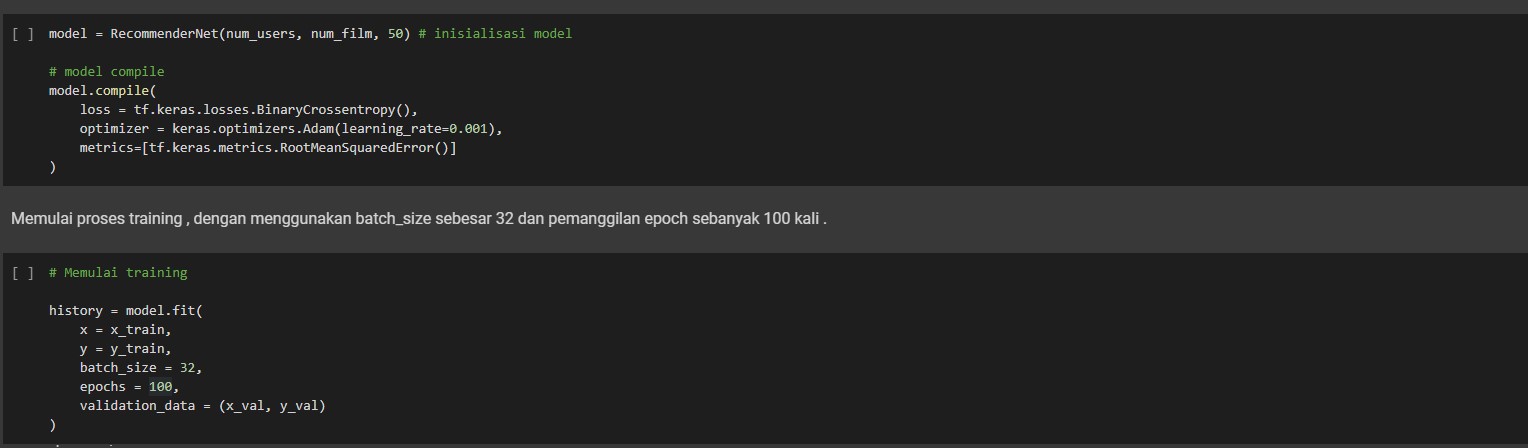 [ ] model = RecommenderNet(num_users, num_film, 50) # inisialisasi model
# model compile
model.compile(
loss = tf.keras.losses.BinaryCrossentropy(),
optimizer = keras.optimizers.Adam(learning_rate=0.001),
metrics=[tf.keras.metrics.RootMeanSquaredError()]
)
Memulai proses training , dengan menggunakan batch_size sebesar 32 dan pemanggilan epoch sebanyak 100 kali .
[ ] # Memulai training
history = model.fit(
x = x_train,
y = y_train,
batch_size = 32,
epochs = 100,
validation_data = (x_val, y_val)
)